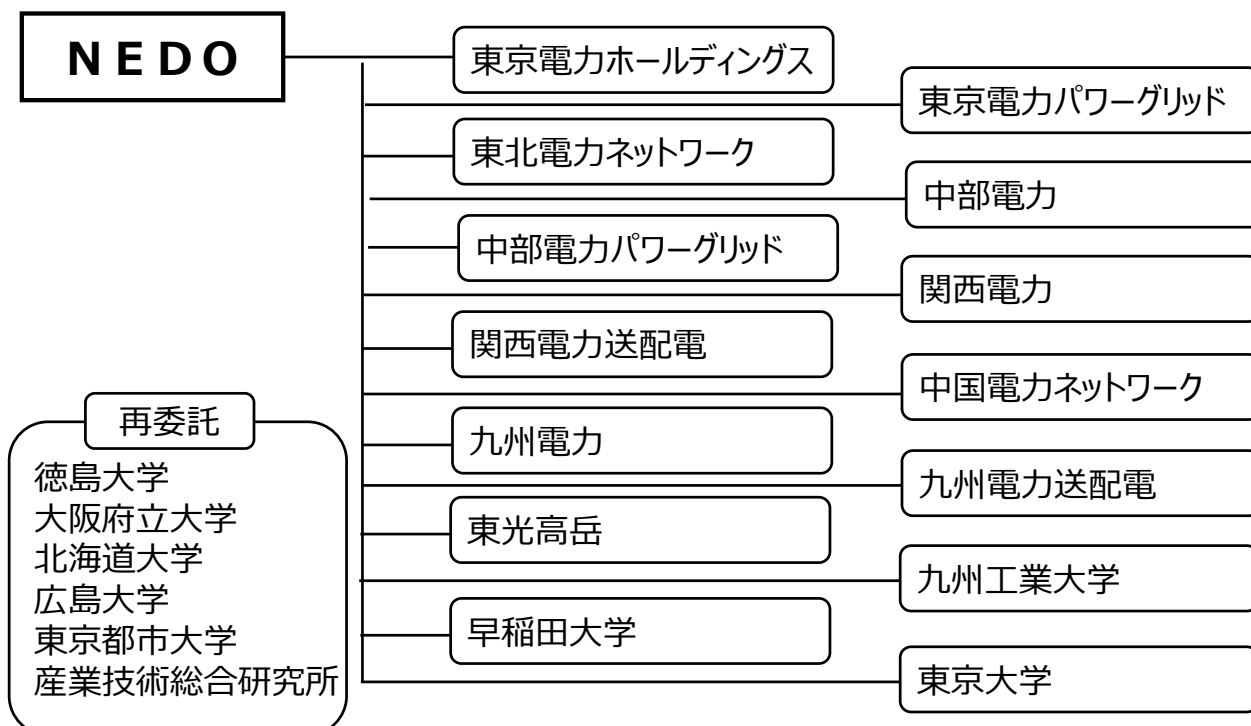 NEDO
東京電力ホールディングス
東京電力パワーグリッド
東北電力ネットワーク
中部電力
中部電力パワーグリッド
関西電力
関西電力送配電
中国電力ネットワーク
九州電力
九州電力送配電
東光高岳
九州工業大学
早稲田大学
東京大学
再委託
徳島大学
大阪府立大学
北海道大学
広島大学
東京都市大学
産業技術総合研究所